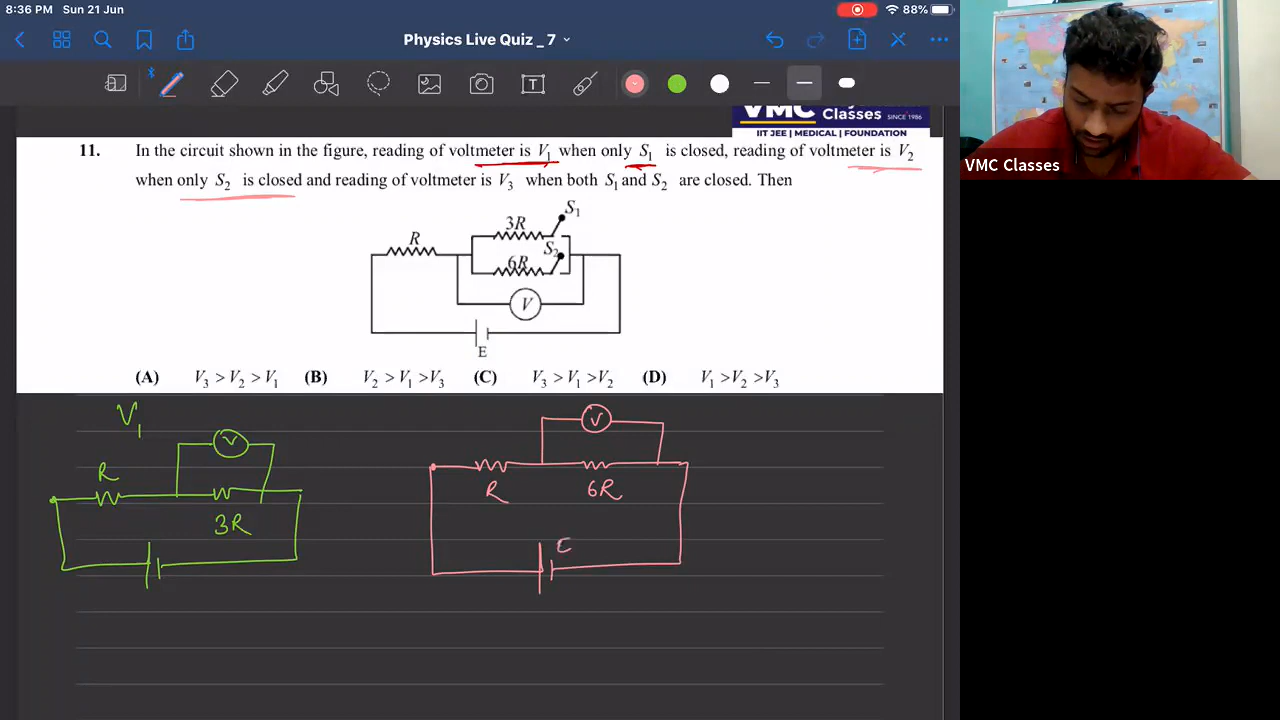 8:36 PM Sun 21 Jun
88%
Physics Live Quiz _ 7
T
VMC Classes
SINCE 1986
IIT JEE | MEDICAL | FOUNDATION
VMC Classes
11. In the circuit shown in the figure, reading of voltmeter is V₁ when only S₁ is closed, reading of voltmeter is V₂
when only S₂ is closed and reading of voltmeter is V₃ when both S₁ and S₂ are closed. Then
S₁
3R
R
S₂
6R
V
E
(A) V₃ > V₂ > V₁ (B) V₂ > V₁ > V₃ (C) V₃ > V₁ > V₂ (D) V₁ > V₂ > V₃
V₁
V
R
3R
V
R
6R
E